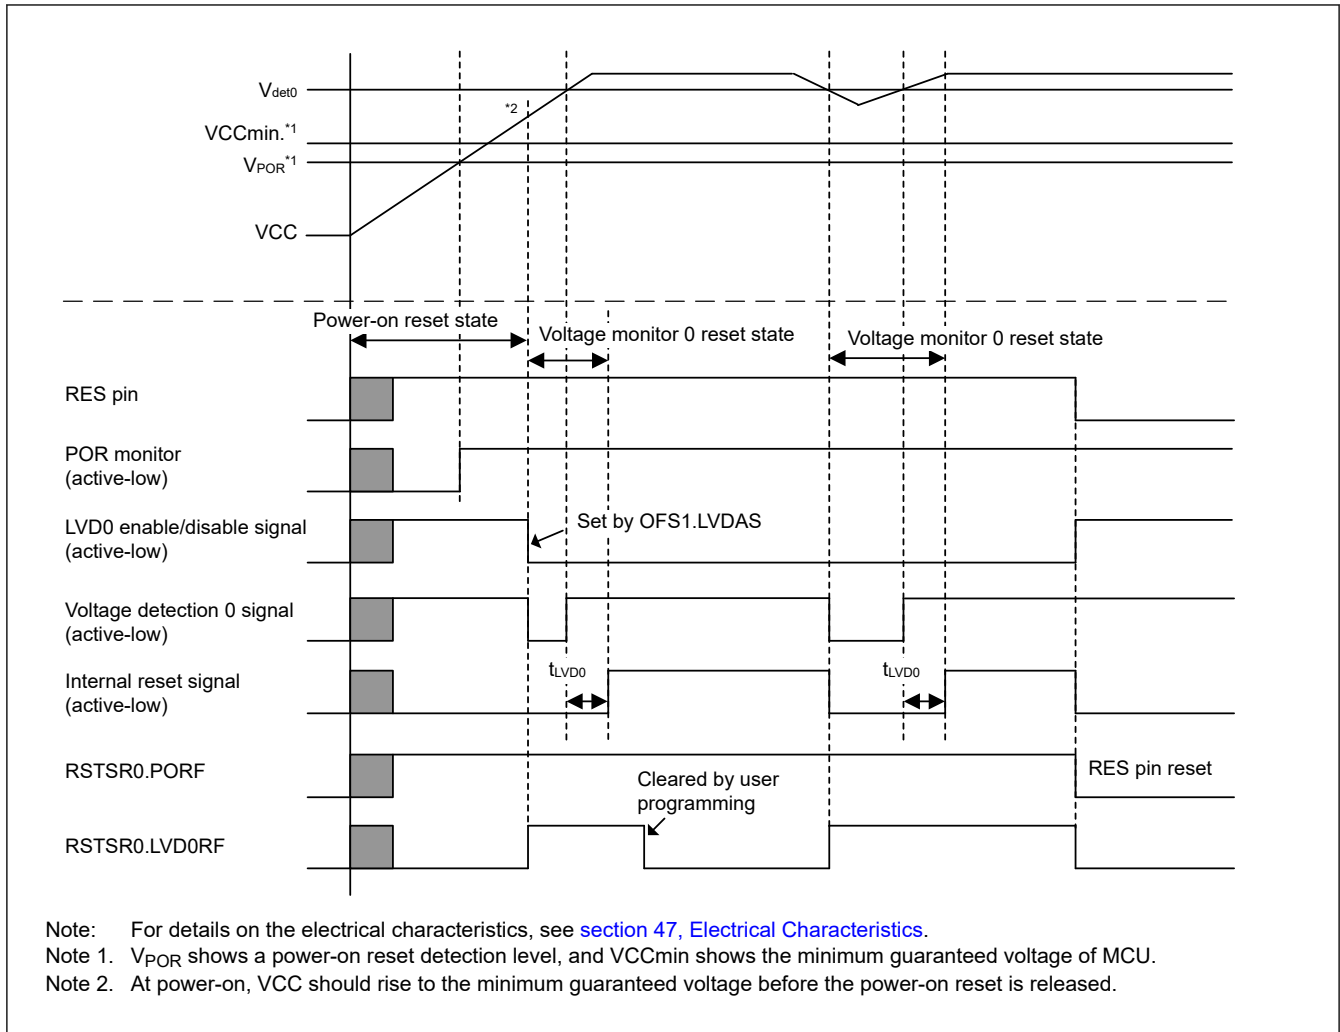 Vdet0
*2
VCCmin.*1
VPOR*1
VCC
Power-on reset state
Voltage monitor 0 reset state
Voltage monitor 0 reset state
RES pin
POR monitor
(active-low)
LVD0 enable/disable signal
(active-low)
Set by OFS1.LVDAS
Voltage detection 0 signal
(active-low)
tLVD0
tLVD0
Internal reset signal
(active-low)
RSTSR0.PORF
RES pin reset
Cleared by user
programming
RSTSR0.LVD0RF
Note: For details on the electrical characteristics, see section 47, Electrical Characteristics.
Note 1. VPOR shows a power-on reset detection level, and VCCmin shows the minimum guaranteed voltage of MCU.
Note 2. At power-on, VCC should rise to the minimum guaranteed voltage before the power-on reset is released.